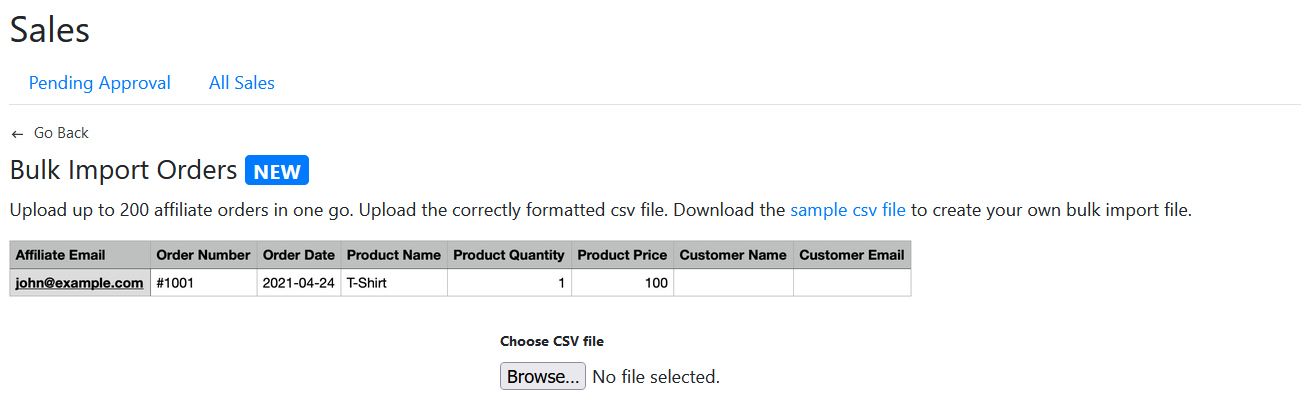 Sales
Pending Approval All Sales
← Go Back
Bulk Import Orders NEW
Upload up to 200 affiliate orders in one go. Upload the correctly formatted csv file. Download the sample csv file to create your own bulk import file.
Affiliate Email Order Number Order Date Product Name Product Quantity Product Price Customer Name Customer Email
john@example.com #1001 2021-04-24 T-Shirt 1 100
Choose CSV file
Browse... No file selected.